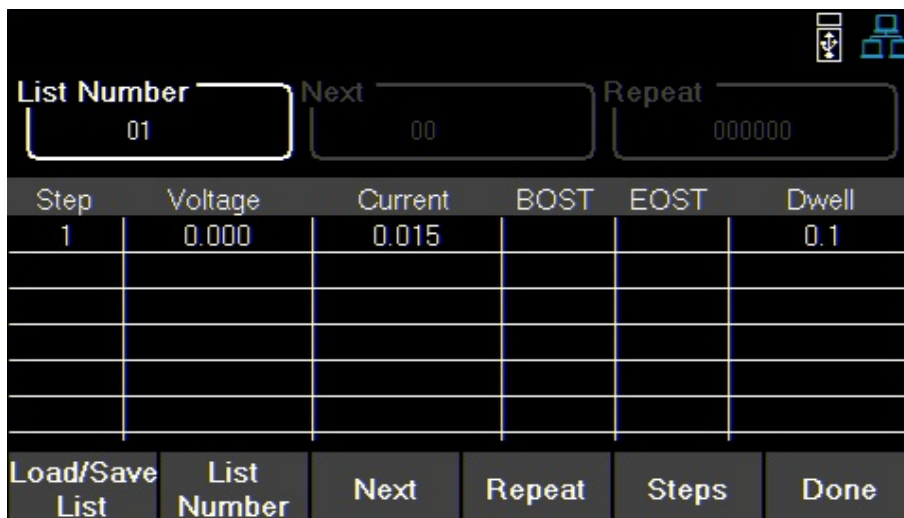 List Number Next Repeat
01 00 000000
Step Voltage Current BOST EOST Dwell
1 0.000 0.015 0.1
Load/Save List Next Repeat Steps Done
List Number